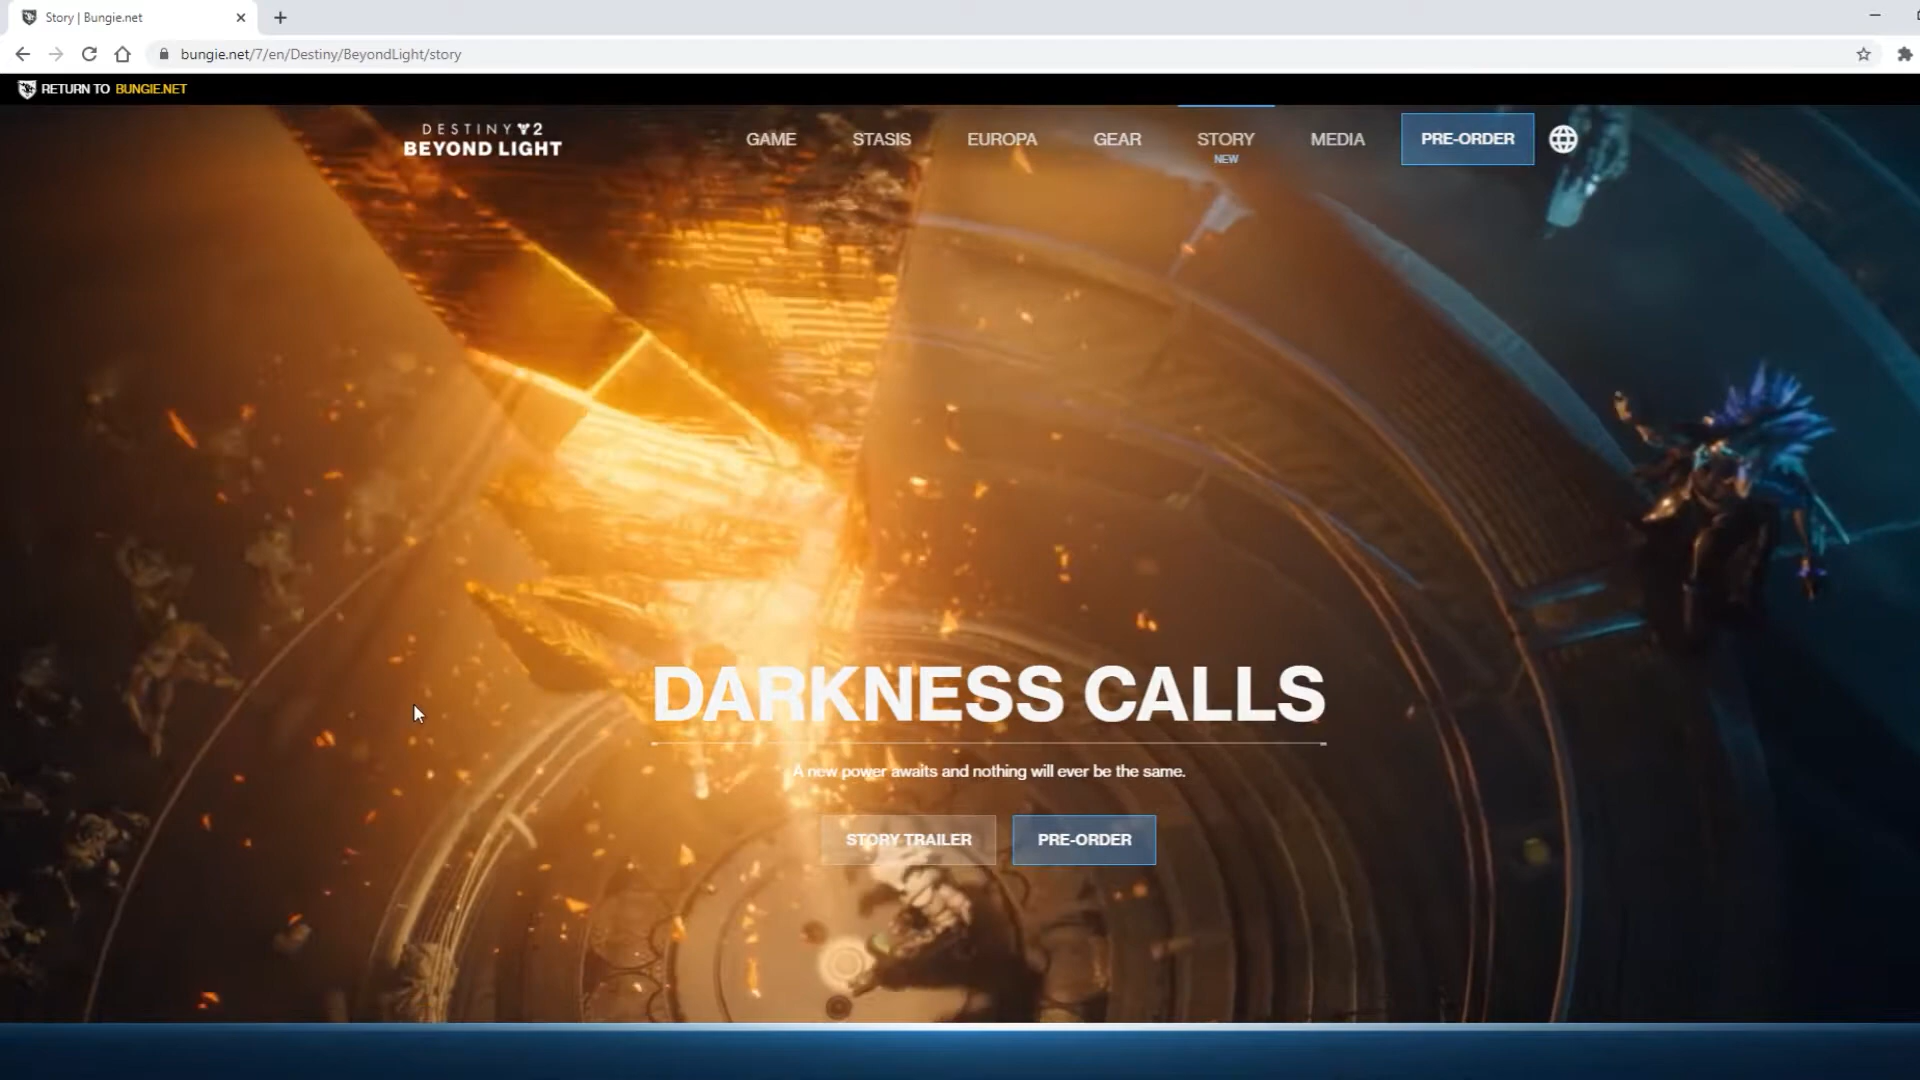 Story | Bungie.net
bungie.net/7/en/Destiny/BeyondLight/story
RETURN TO BUNGIE.NET
DESTINY 2
BEYOND LIGHT
GAME
STASIS
EUROPA
GEAR
STORY
NEW
MEDIA
PRE-ORDER
DARKNESS CALLS
A new power awaits and nothing will ever be the same.
STORY TRAILER
PRE-ORDER